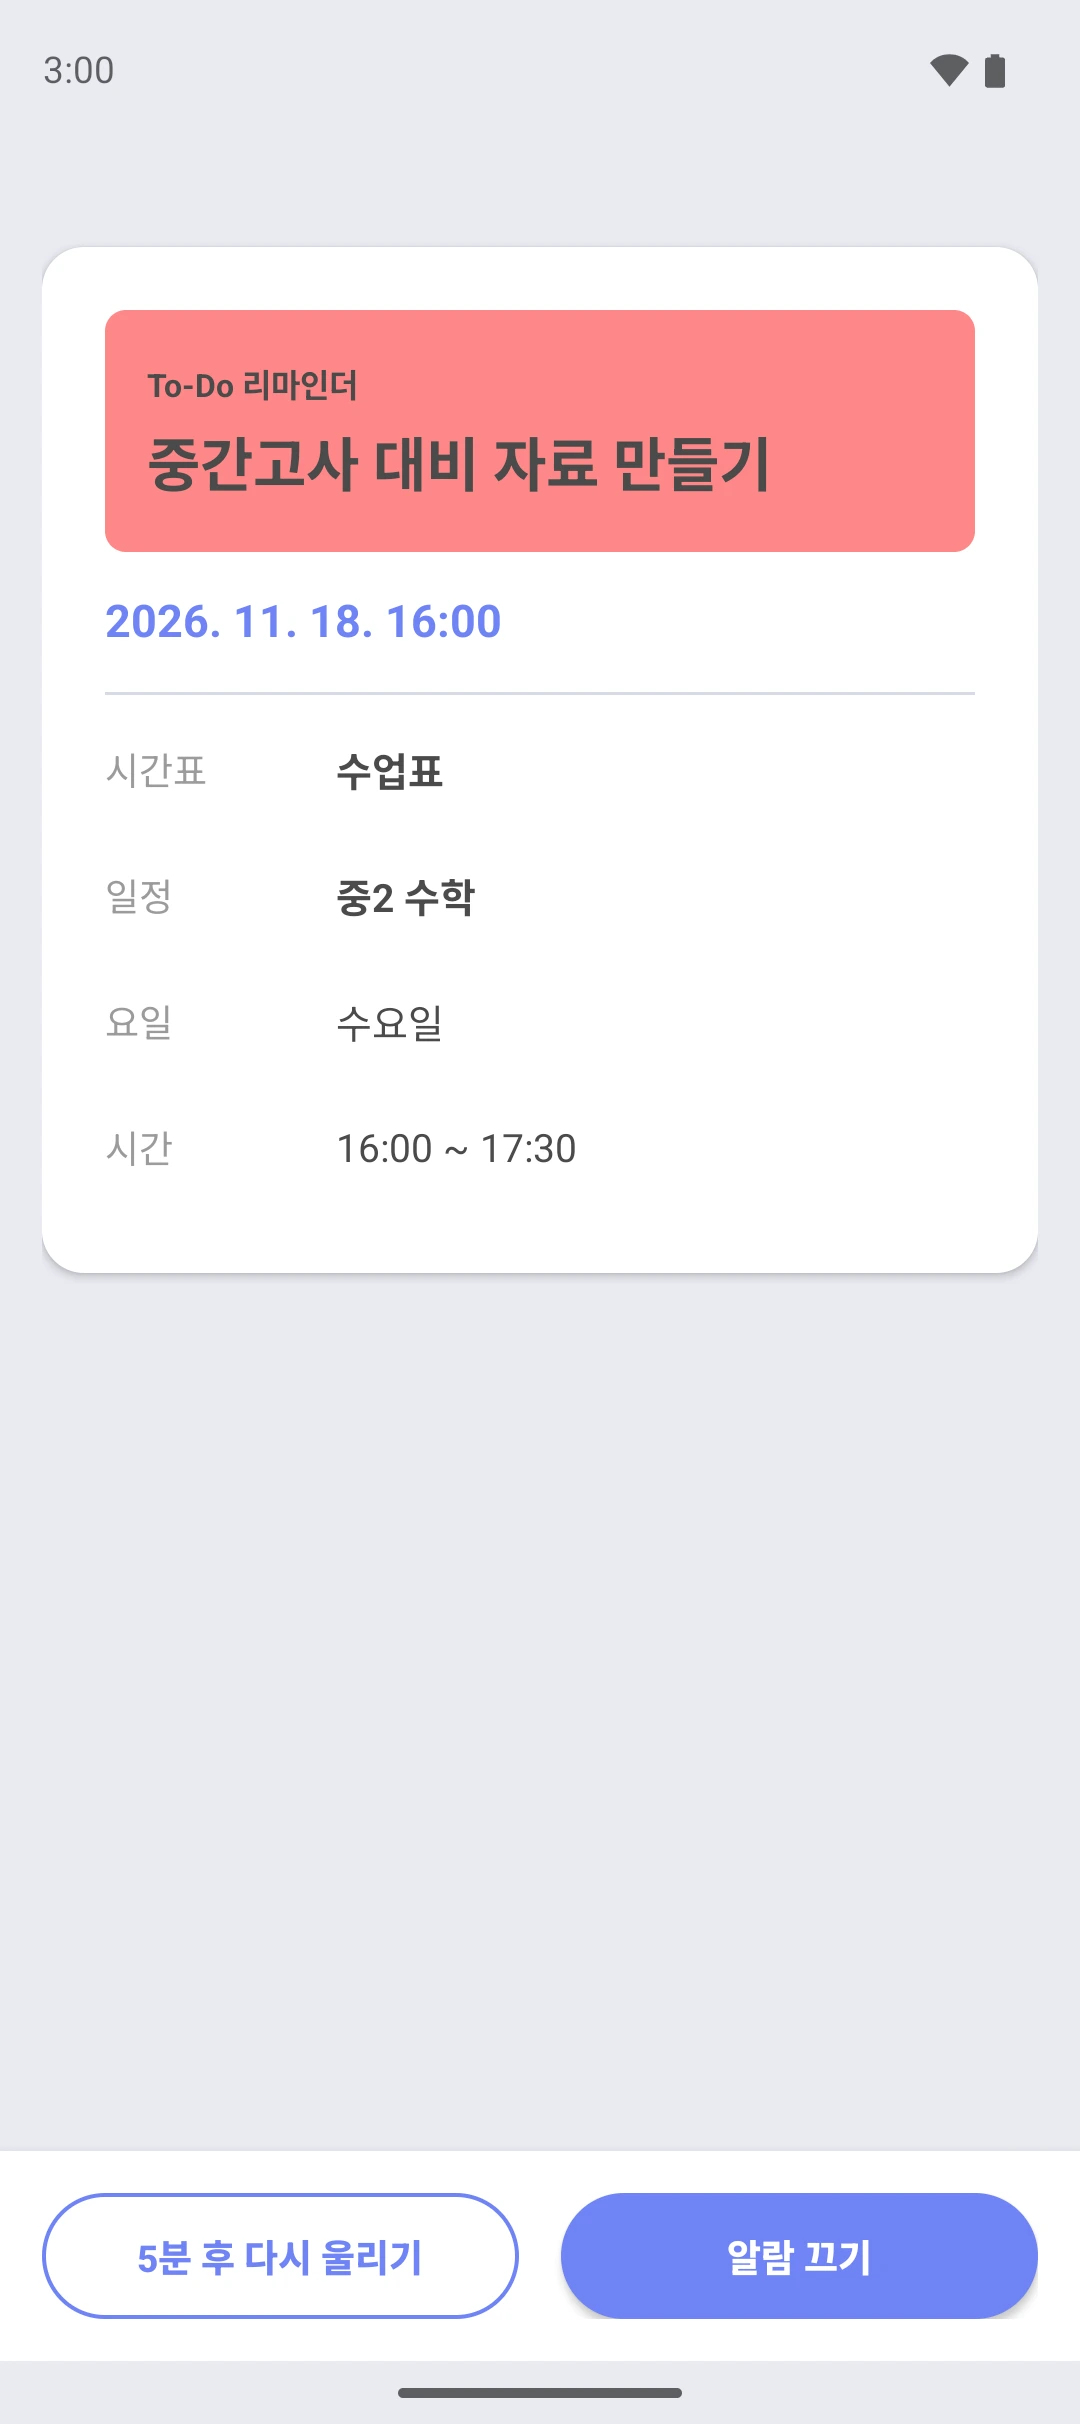 3:00
To-Do 리마인더
중간고사 대비 자료 만들기
2026. 11. 18. 16:00
시간표 수업표
일정 중2 수학
요일 수요일
시간 16:00 ~ 17:30
5분 후 다시 울리기 알람 끄기